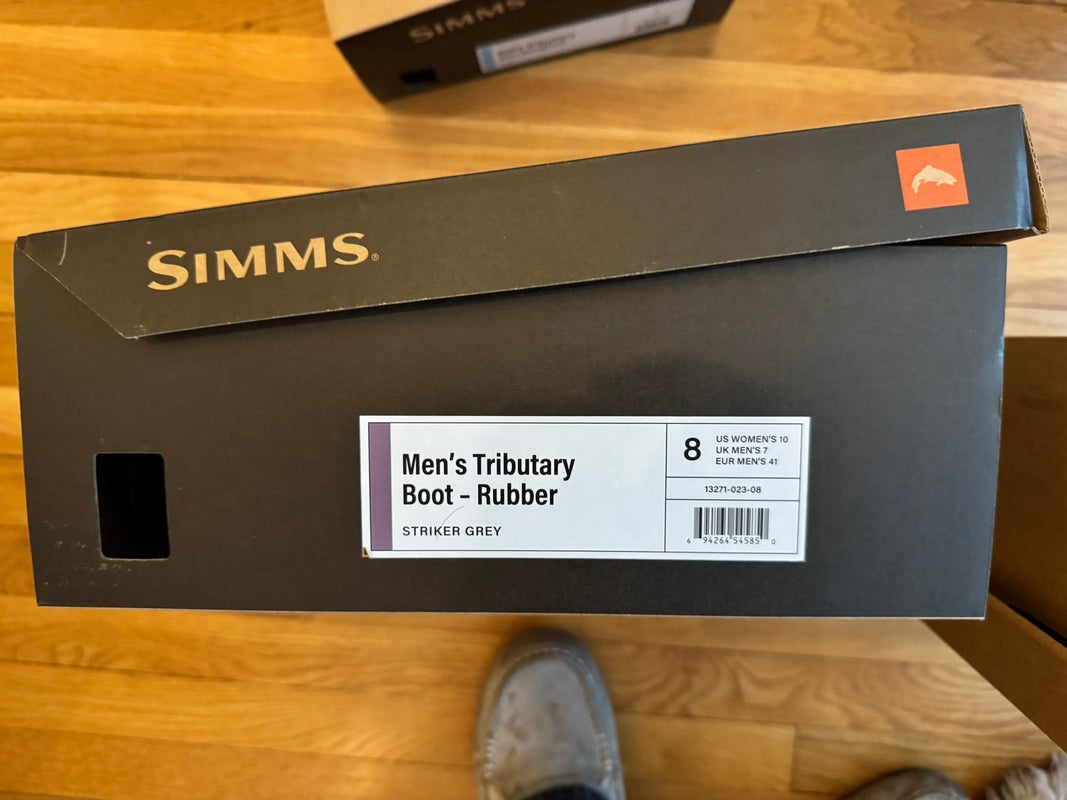 SIMMS
SIMMS®
Men's Tributary
Boot - Rubber
STRIKER GREY
8
US WOMEN'S 10
UK MEN'S 7
EUR MEN'S 41
13271-023-08
6 94264 54585 0